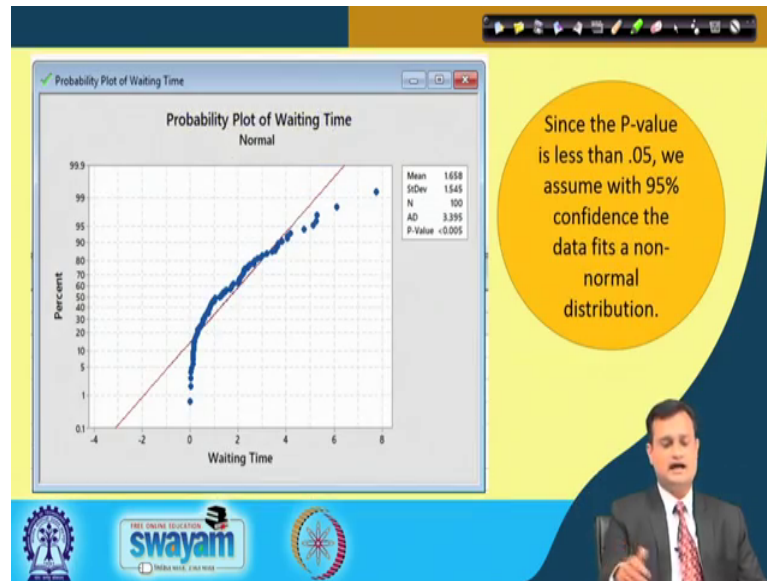 Probability Plot of Waiting Time
Probability Plot of Waiting Time
Normal
99.9
99
95
90
80
70
60
50
40
30
20
10
5
1
0.1
Percent
-4 -2 0 2 4 6 8
Waiting Time
Mean 1.658
StDev 1.545
N 100
AD 3.395
P-Value <0.005
Since the P-value
is less than .05, we
assume with 95%
confidence the
data fits a non-
normal
distribution.
FREE ONLINE EDUCATION
swayam